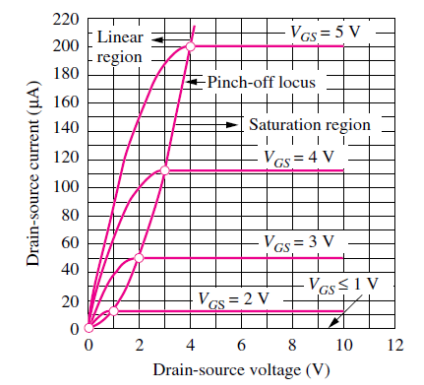 Drain-source current (μA)
220
200
180
160
140
120
100
80
60
40
20
0
Linear
region
V_GS = 5 V
Pinch-off locus
Saturation region
V_GS = 4 V
V_GS = 3 V
V_GS = 2 V
V_GS ≤ 1 V
0 2 4 6 8 10 12
Drain-source voltage (V)